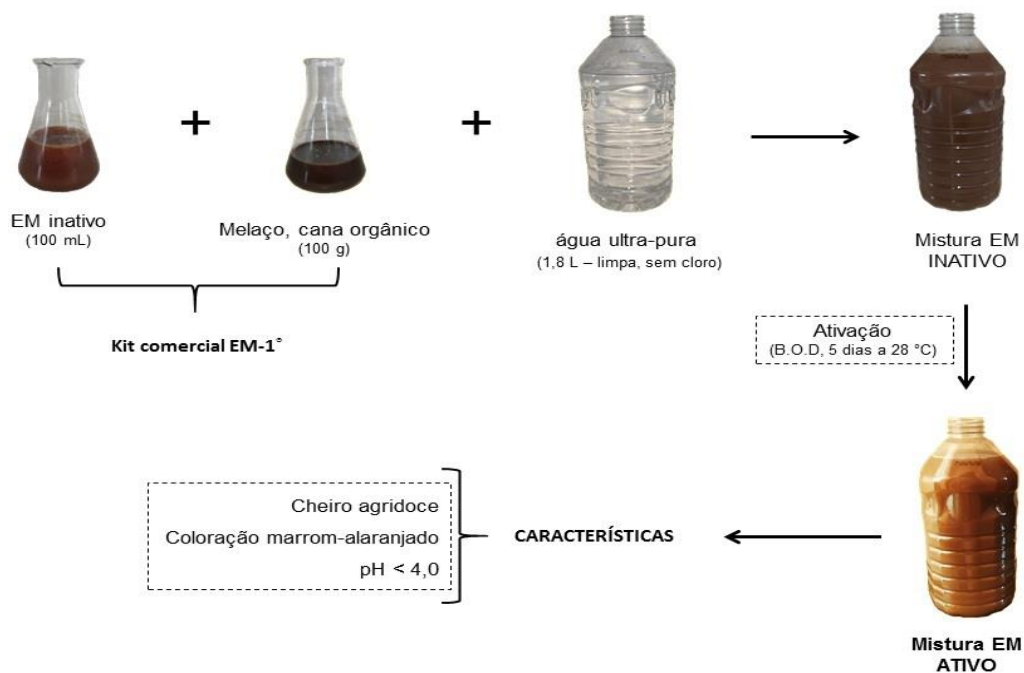 EM inativo
(100 mL)
Melaço, cana orgânico
(100 g)
água ultra-pura
(1,8 L – limpa, sem cloro)
Mistura EM
INATIVO
Kit comercial EM-1®
Ativação
(B.O.D, 5 dias a 28 °C)
Cheiro agridoce
Coloração marrom-alaranjado
pH < 4,0
CARACTERÍSTICAS
Mistura EM
ATIVO